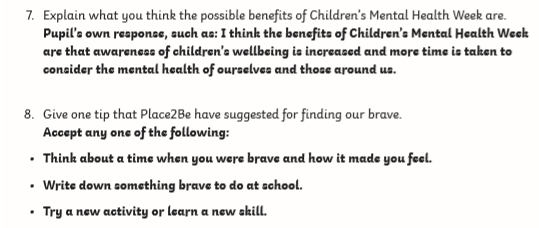 7. Explain what you think the possible benefits of Children's Mental Health Week are.
Pupil's own response, such as: I think the benefits of Children's Mental Health Week
are that awareness of children's wellbeing is increased and more time is taken to
consider the mental health of ourselves and those around us.
8. Give one tip that Place2Be have suggested for finding our brave.
Accept any one of the following:
• Think about a time when you were brave and how it made you feel.
• Write down something brave to do at school.
• Try a new activity or learn a new skill.